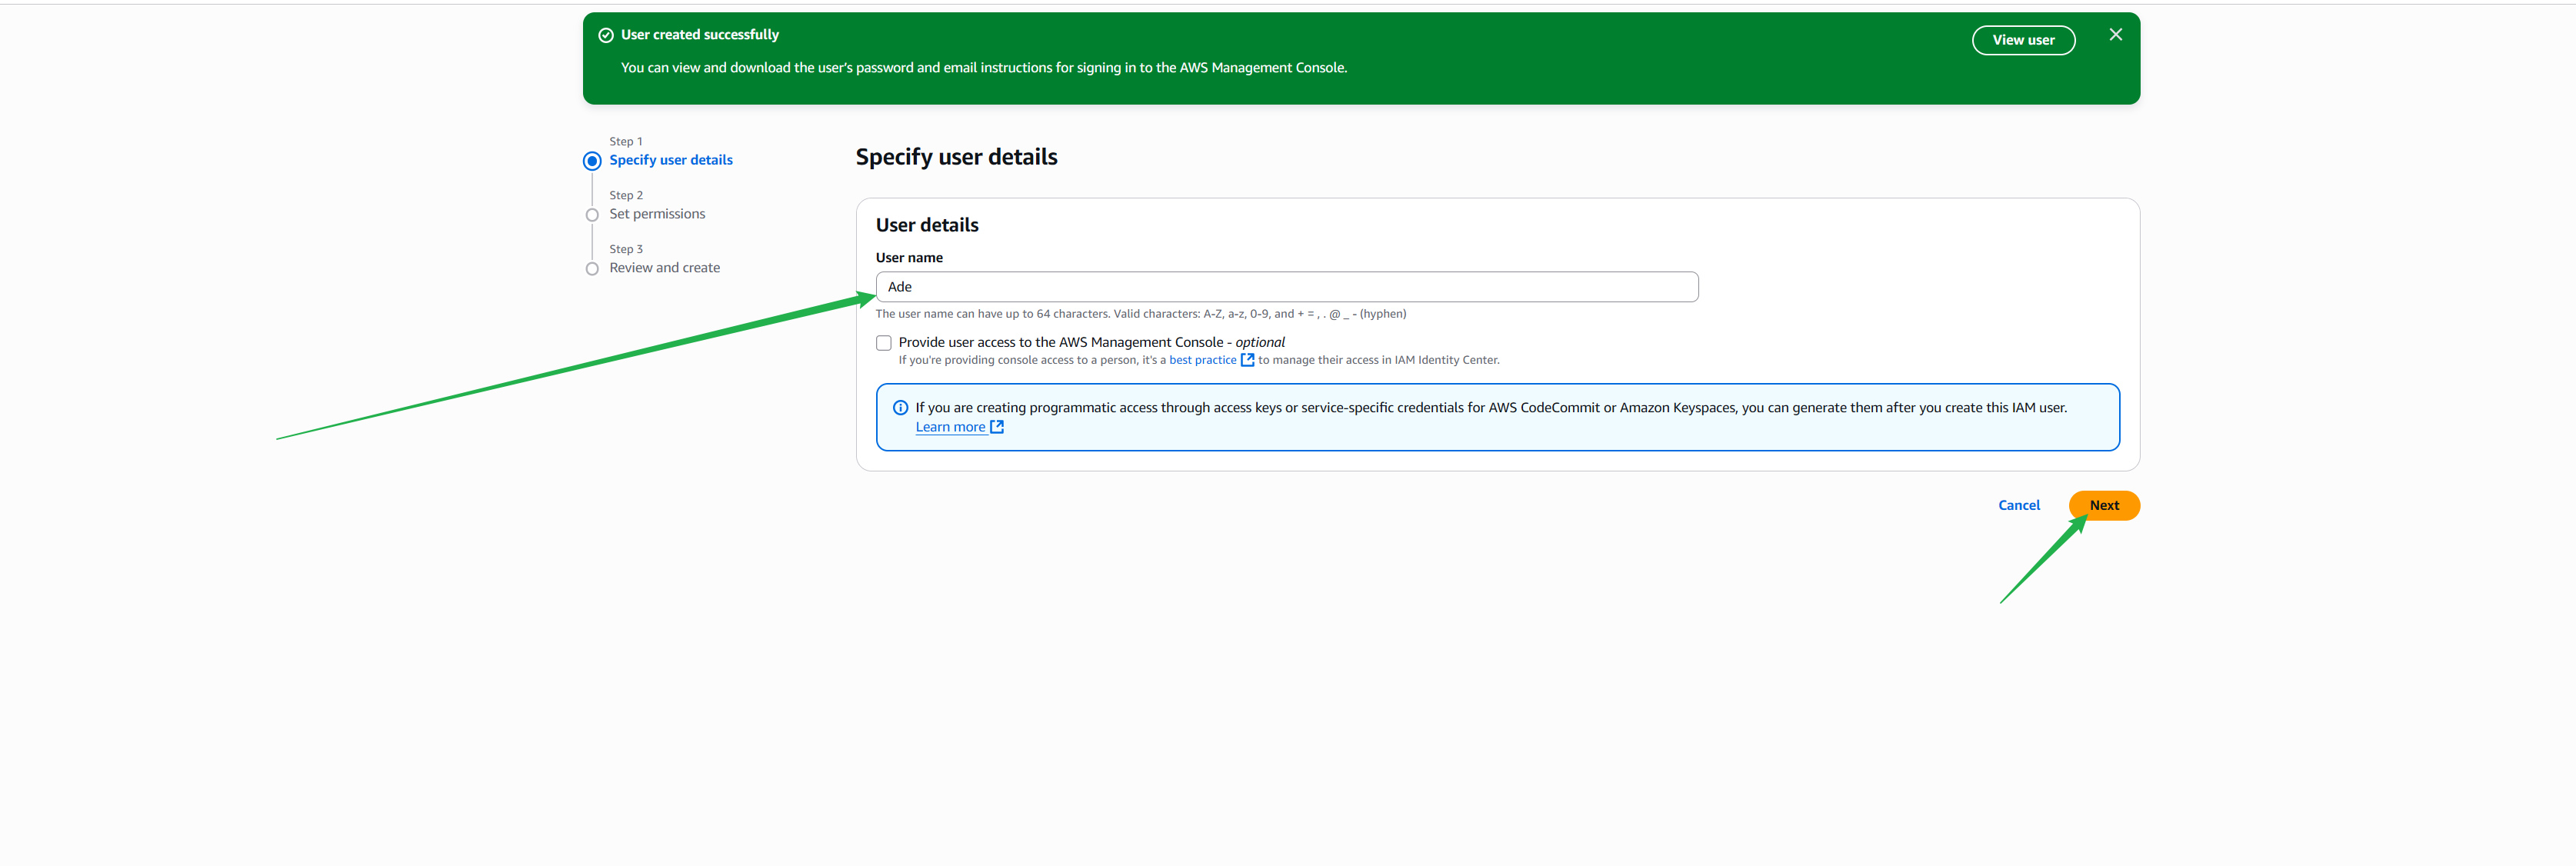 User created successfully
View user
You can view and download the user's password and email instructions for signing in to the AWS Management Console.
Step 1
Specify user details
Step 2
Set permissions
Step 3
Review and create
Specify user details
User details
User name
Ade
The user name can have up to 64 characters. Valid characters: A-Z, a-z, 0-9, and + = , . @ _ - (hyphen)
Provide user access to the AWS Management Console - optional
If you're providing console access to a person, it's a best practice to manage their access in IAM Identity Center.
If you are creating programmatic access through access keys or service-specific credentials for AWS CodeCommit or Amazon Keyspaces, you can generate them after you create this IAM user.
Learn more
Cancel
Next